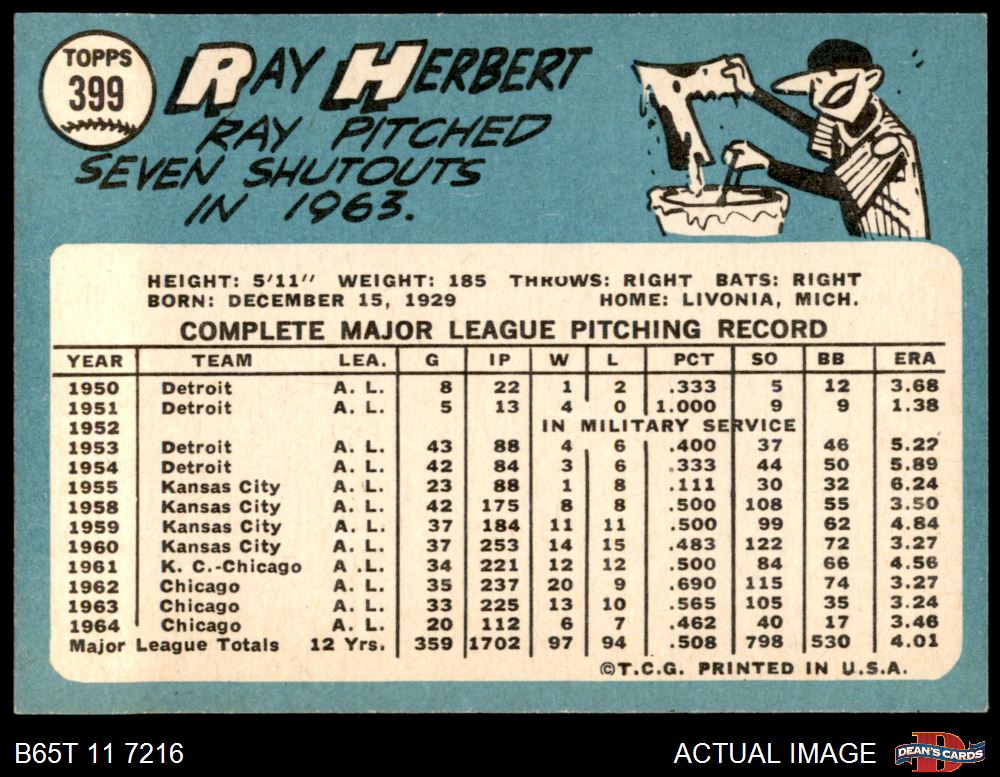 TOPPS
399
RAY HERBERT
RAY PITCHED
SEVEN SHUTOUTS
IN 1963.
HEIGHT: 5'11" WEIGHT: 185 THROWS: RIGHT BATS: RIGHT
BORN: DECEMBER 15, 1929 HOME: LIVONIA, MICH.
COMPLETE MAJOR LEAGUE PITCHING RECORD
YEAR TEAM LEA. G IP W L PCT SO BB ERA
1950 Detroit A. L. 8 22 1 2 .333 5 12 3.68
1951 Detroit A. L. 5 13 4 0 1.000 9 9 1.38
1952 IN MILITARY SERVICE
1953 Detroit A. L. 43 88 4 6 .400 37 46 5.22
1954 Detroit A. L. 42 84 3 6 .333 44 50 5.89
1955 Kansas City A. L. 23 88 1 8 .111 30 32 6.24
1958 Kansas City A. L. 42 175 8 8 .500 108 55 3.50
1959 Kansas City A. L. 37 184 11 11 .500 99 62 4.84
1960 Kansas City A. L. 37 253 14 15 .483 122 72 3.27
1961 K. C.-Chicago A .L. 34 221 12 12 .500 84 66 4.56
1962 Chicago A. L. 35 237 20 9 .690 115 74 3.27
1963 Chicago A. L. 33 225 13 10 .565 105 35 3.24
1964 Chicago A. L. 20 112 6 7 .462 40 17 3.46
Major League Totals 12 Yrs. 359 1702 97 94 .508 798 530 4.01
©T.C.G. PRINTED IN U.S.A.
B65T 11 7216 ACTUAL IMAGE
D
DEAN'S CARDS